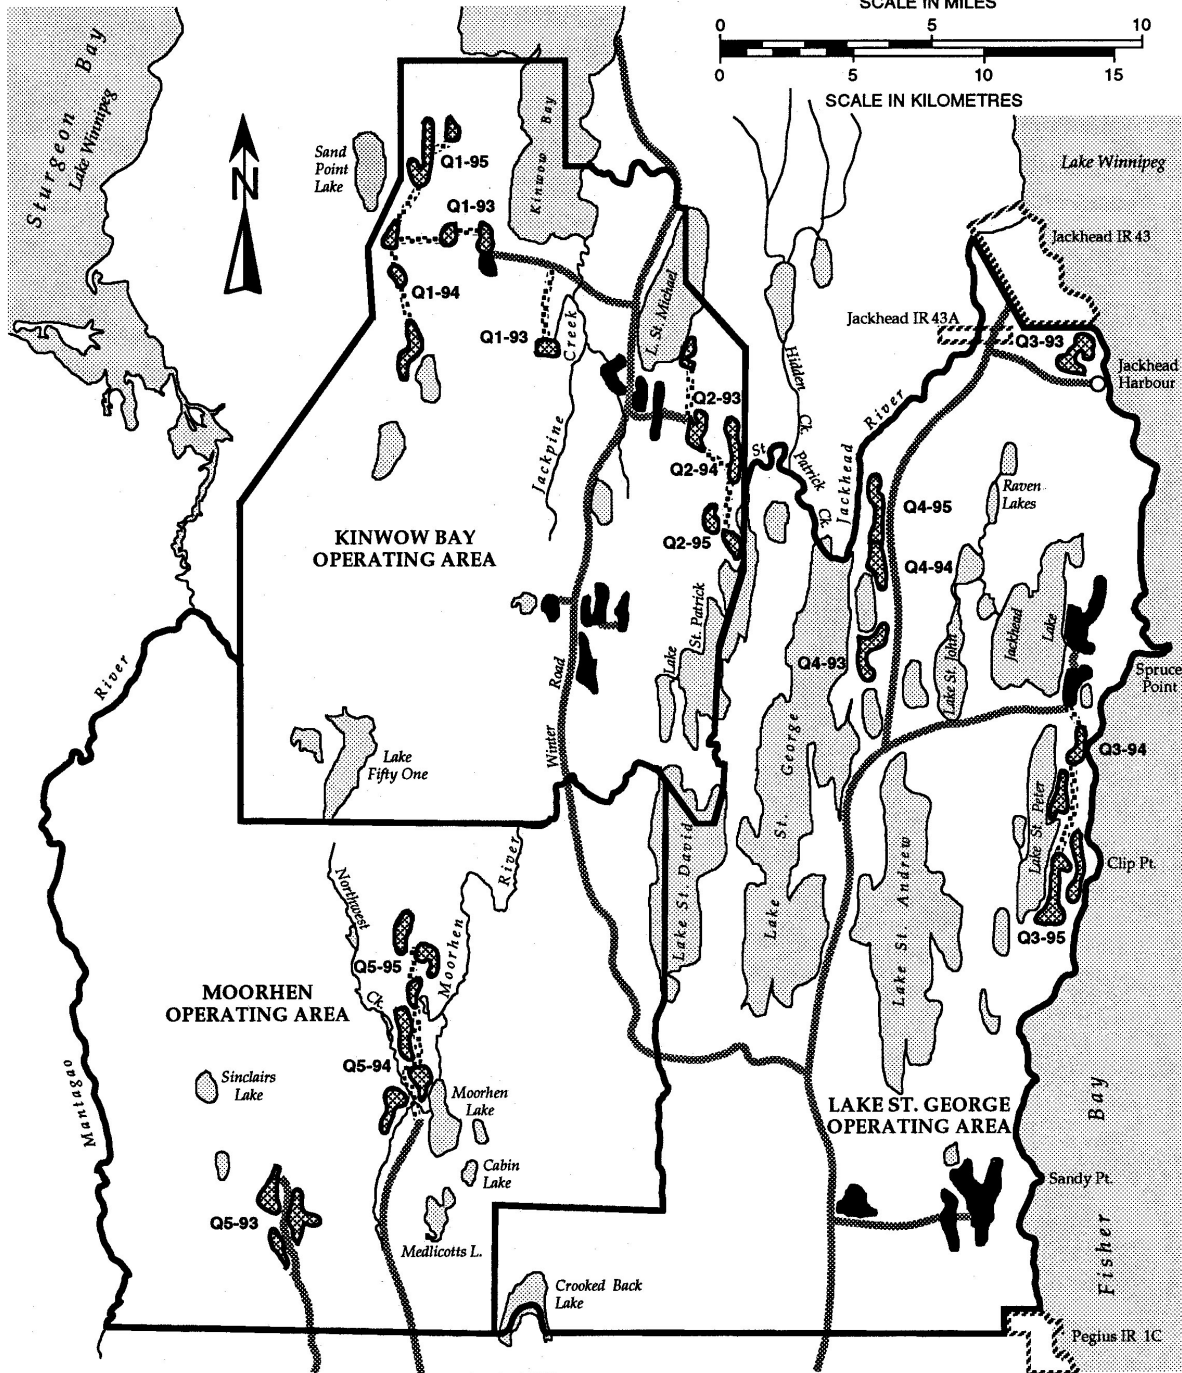 SCALE IN MILES
0 5 10
0 5 10 15
SCALE IN KILOMETRES
Sturgeon Bay
Lake Winnipeg
N
Sand
Point
Lake
Kinwow Bay
Q1-95
Q1-93
Q1-94
Q1-93
Jackpine
Creek
L. St. Michael
Q2-93
Q2-94
Q2-95
Hidden
Ck.
St.
Patrick
Ck.
Jackhead
River
Lake Winnipeg
Jackhead IR 43
Jackhead IR 43A
Q3-93
Jackhead
Harbour
Raven
Lakes
Q4-95
Q4-94
Q4-93
Lake St. John
Jackhead
Lake
Spruce
Point
KINWOW BAY
OPERATING AREA
Lake
St. Patrick
Winter
Road
Lake
Fifty One
River
Mantagao
Lake St. David
Lake St. George
Lake St. Andrew
Lake St. Peter
Q3-94
Clip Pt.
Q3-95
Northwest
Ck.
Moorhen
River
Q5-95
MOORHEN
OPERATING AREA
Q5-94
Sinclairs
Lake
Moorhen
Lake
Cabin
Lake
Q5-93
Medlicotts L.
LAKE ST. GEORGE
OPERATING AREA
Sandy Pt.
Fisher Bay
Crooked Back
Lake
Pegius IR 1C